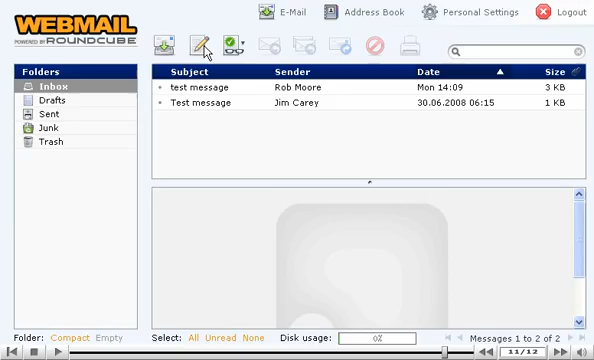 E-Mail Address Book Personal Settings Logout
WEBMAIL
POWERED BY ROUNDCUBE
Folders
Inbox
Drafts
Sent
Junk
Trash
Subject Sender Date Size
test message Rob Moore Mon 14:09 3 KB
Test message Jim Carey 30.06.2008 06:15 1 KB
Folder: Compact Empty
Select: All Unread None Disk usage: 0% Messages 1 to 2 of 2
11/12